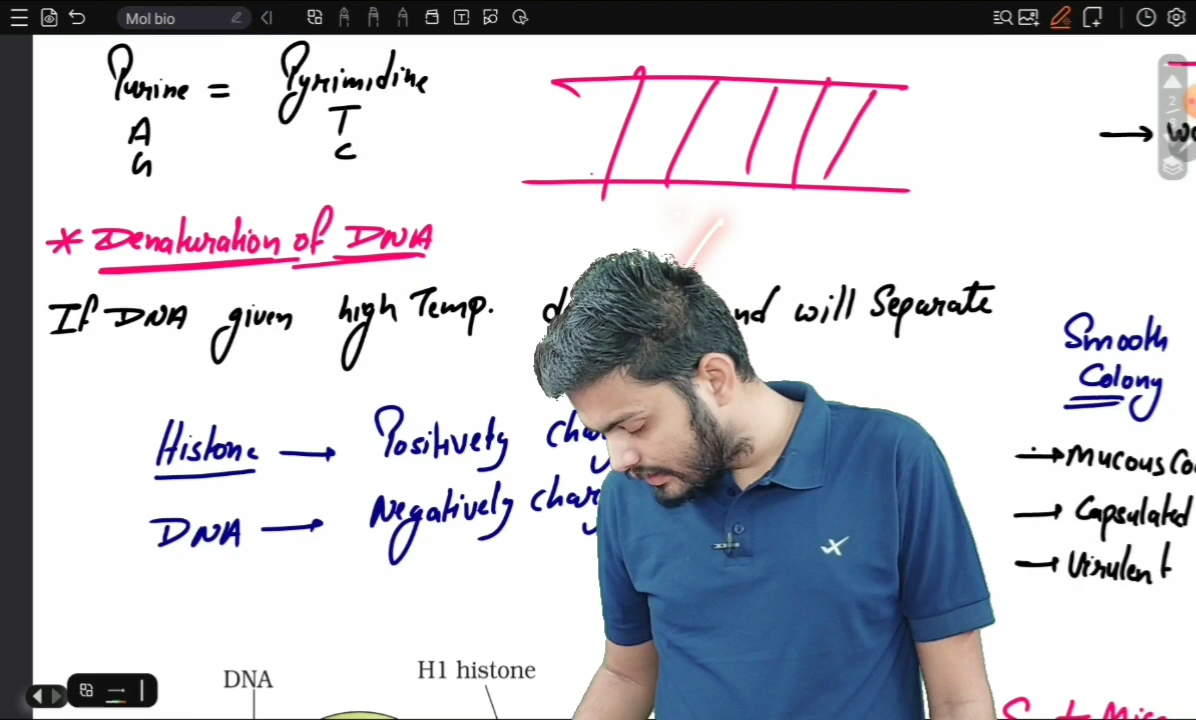 Mol bio
Purine = Pyrimidine
A T
G C
* Denaturation of DNA
If DNA given high Temp. will Separate
Histone → Positively
DNA → Negatively
DNA
H1 histone
Smooth
Colony
→ Mucous
→ Capsulated
→ Virulent